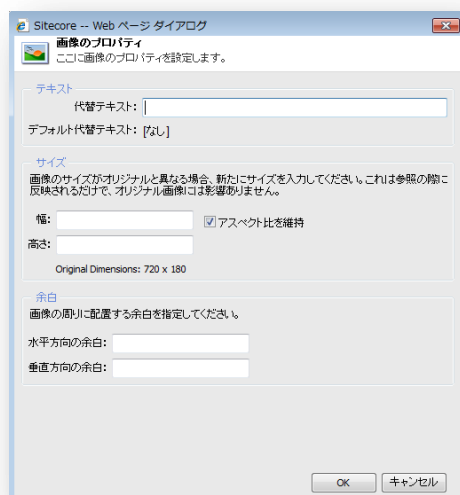 Sitecore -- Web ページ ダイアログ
画像のプロパティ
ここに画像のプロパティを設定します。
テキスト
代替テキスト:
デフォルト代替テキスト: [なし]
サイズ
画像のサイズがオリジナルと異なる場合、新たにサイズを入力してください。これは参照の際に
反映されるだけで、オリジナル画像には影響ありません。
幅:
アスペクト比を維持
高さ:
Original Dimensions: 720 x 180
余白
画像の周りに配置する余白を指定してください。
水平方向の余白:
垂直方向の余白:
OK
キャンセル